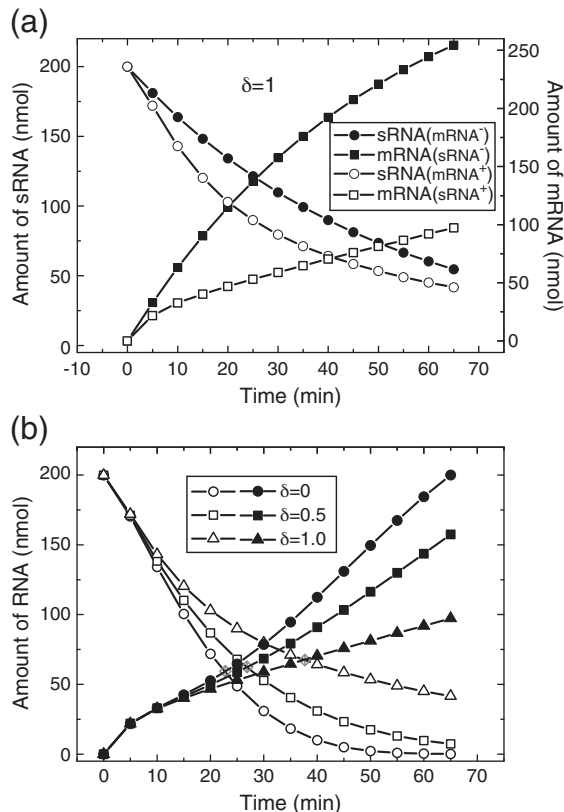 (a)
δ=1
200
150
100
50
0
250
200
150
100
50
0
Amount of sRNA (nmol)
Amount of mRNA (nmol)
sRNA(mRNA⁻)
mRNA(sRNA⁻)
sRNA(mRNA⁺)
mRNA(sRNA⁺)
-10 0 10 20 30 40 50 60 70
Time (min)
(b)
200
150
100
50
0
Amount of RNA (nmol)
δ=0
δ=0.5
δ=1.0
0 10 20 30 40 50 60 70
Time (min)